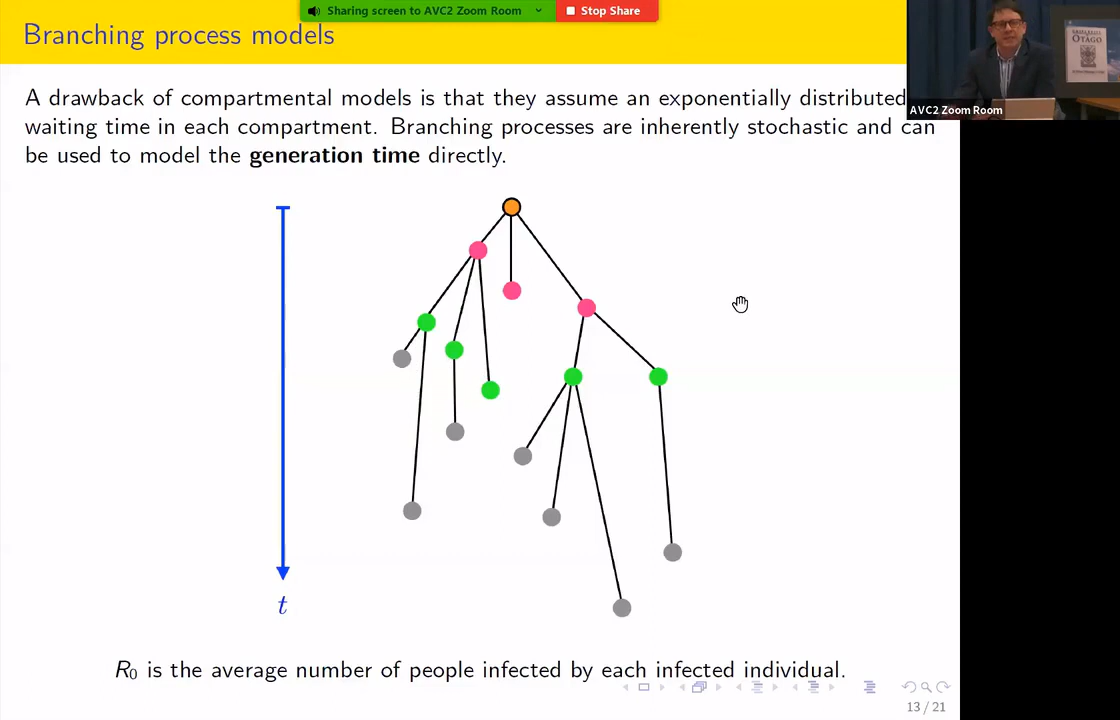 Sharing screen to AVC2 Zoom Room
Stop Share
Branching process models
OTAGO
AVC2 Zoom Room
A drawback of compartmental models is that they assume an exponentially distributed
waiting time in each compartment. Branching processes are inherently stochastic and can
be used to model the generation time directly.
t
R0 is the average number of people infected by each infected individual.
13 / 21